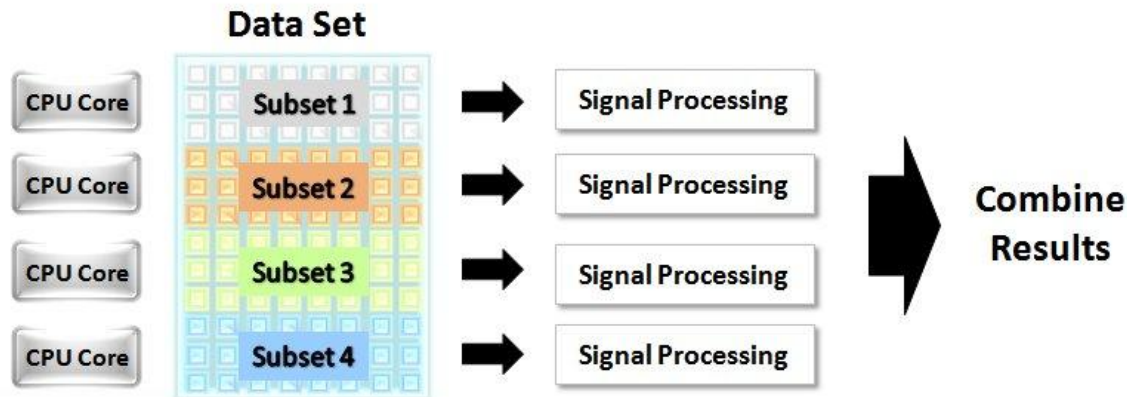 Data Set
CPU Core
Subset 1
Signal Processing
CPU Core
Subset 2
Signal Processing
CPU Core
Subset 3
Signal Processing
CPU Core
Subset 4
Signal Processing
Combine
Results